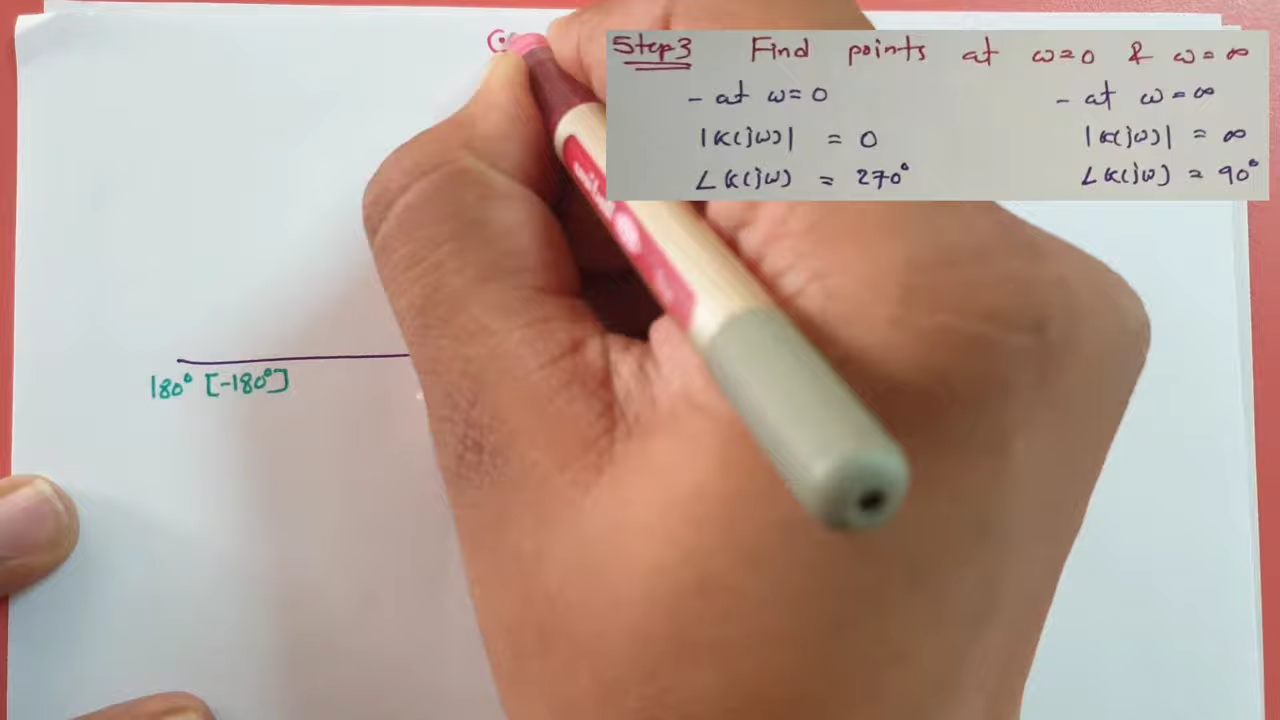 Step3 Find points at ω=0 & ω=∞
- at ω=0
|K(jω)| = 0
∠K(jω) = 270°
- at ω=∞
|K(jω)| = ∞
∠K(jω) = 90°
180° [-180°]